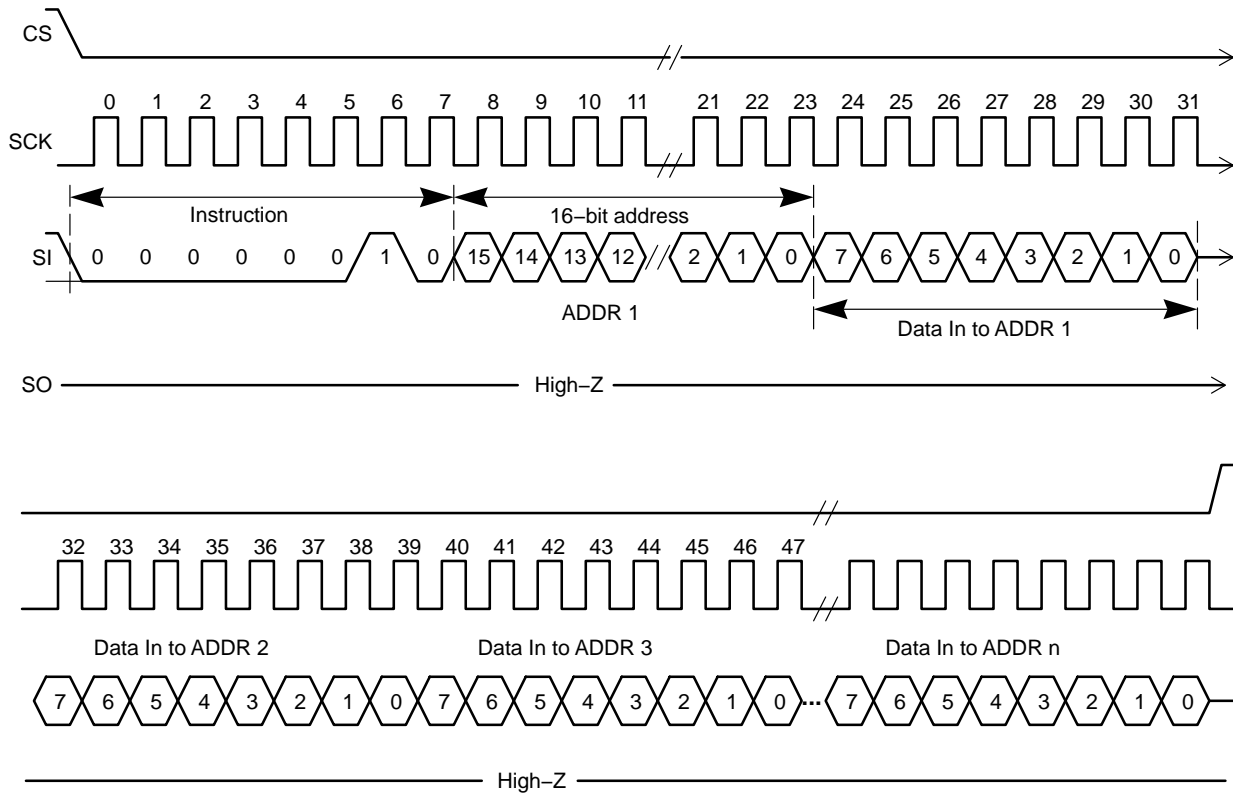 CS
0 1 2 3 4 5 6 7 8 9 10 11 21 22 23 24 25 26 27 28 29 30 31
SCK
Instruction 16−bit address
SI 0 0 0 0 0 0 1 0 15 14 13 12 2 1 0 7 6 5 4 3 2 1 0
ADDR 1 Data In to ADDR 1
SO High−Z
32 33 34 35 36 37 38 39 40 41 42 43 44 45 46 47
Data In to ADDR 2 Data In to ADDR 3 Data In to ADDR n
7 6 5 4 3 2 1 0 7 6 5 4 3 2 1 0 ... 7 6 5 4 3 2 1 0
High−Z